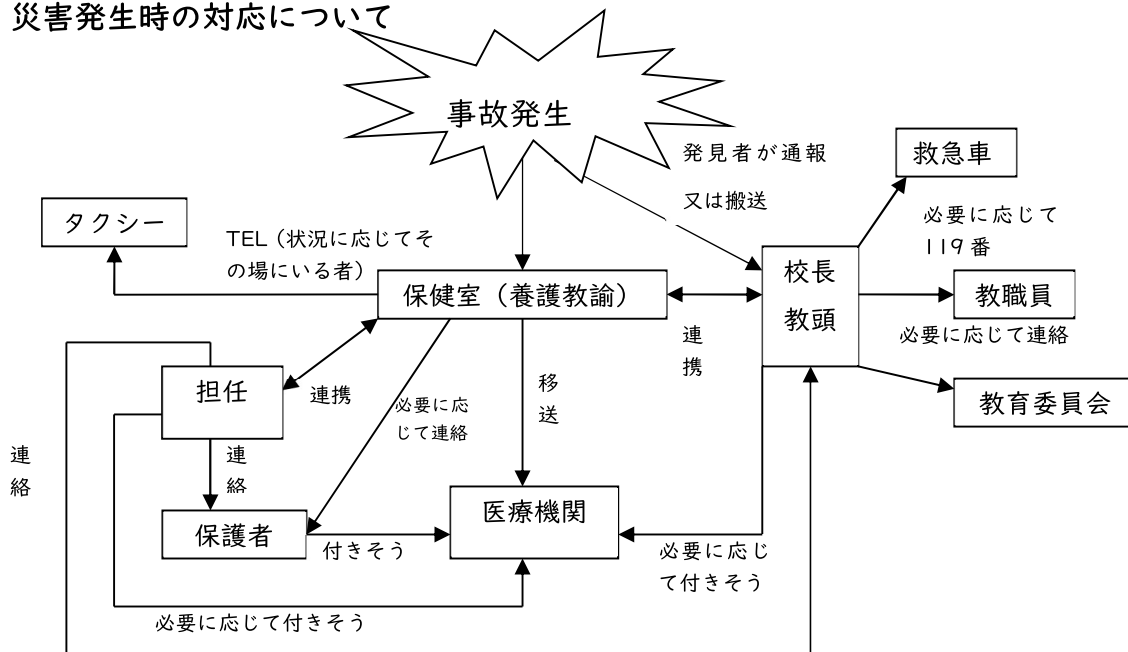 災害発生時の対応について
事故発生
発見者が通報
又は搬送
救急車
必要に応じて
119番
タクシー
TEL（状況に応じてそ
の場にいる者）
保健室（養護教諭）
校長
教頭
教職員
必要に応じて連絡
連
携
教育委員会
担任
連携
必要に応
じて連絡
移
送
連
絡
連
絡
保護者
付きそう
医療機関
必要に応じ
て付きそう
必要に応じて付きそう